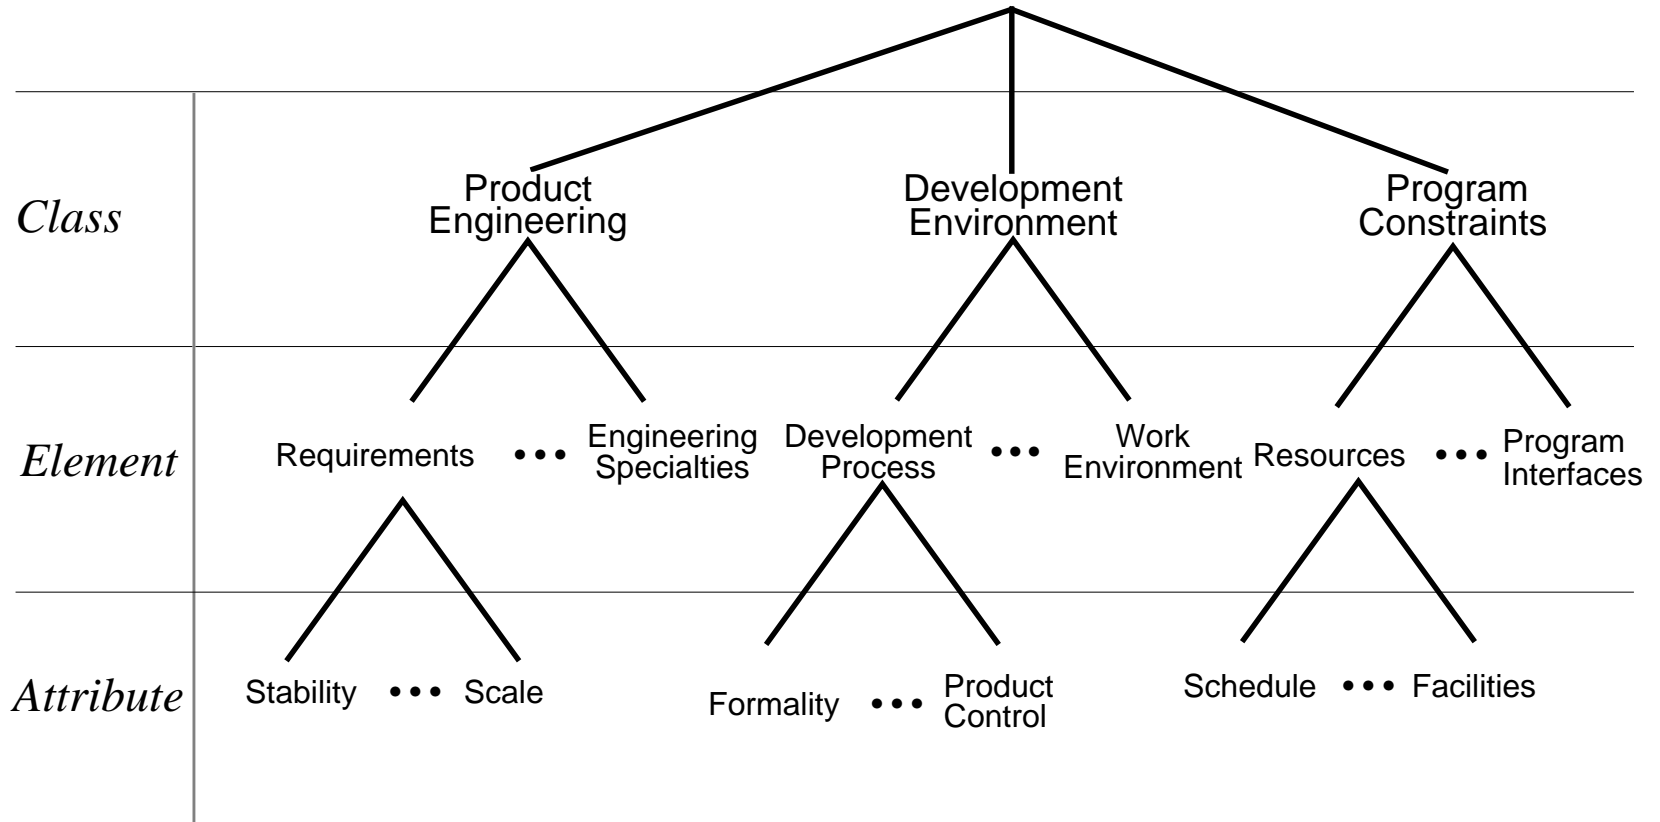 Class
Product
Engineering
Development
Environment
Program
Constraints
Element
Requirements
•••
Engineering
Specialties
Development
Process
•••
Work
Environment
Resources
•••
Program
Interfaces
Attribute
Stability
•••
Scale
Formality
•••
Product
Control
Schedule
•••
Facilities